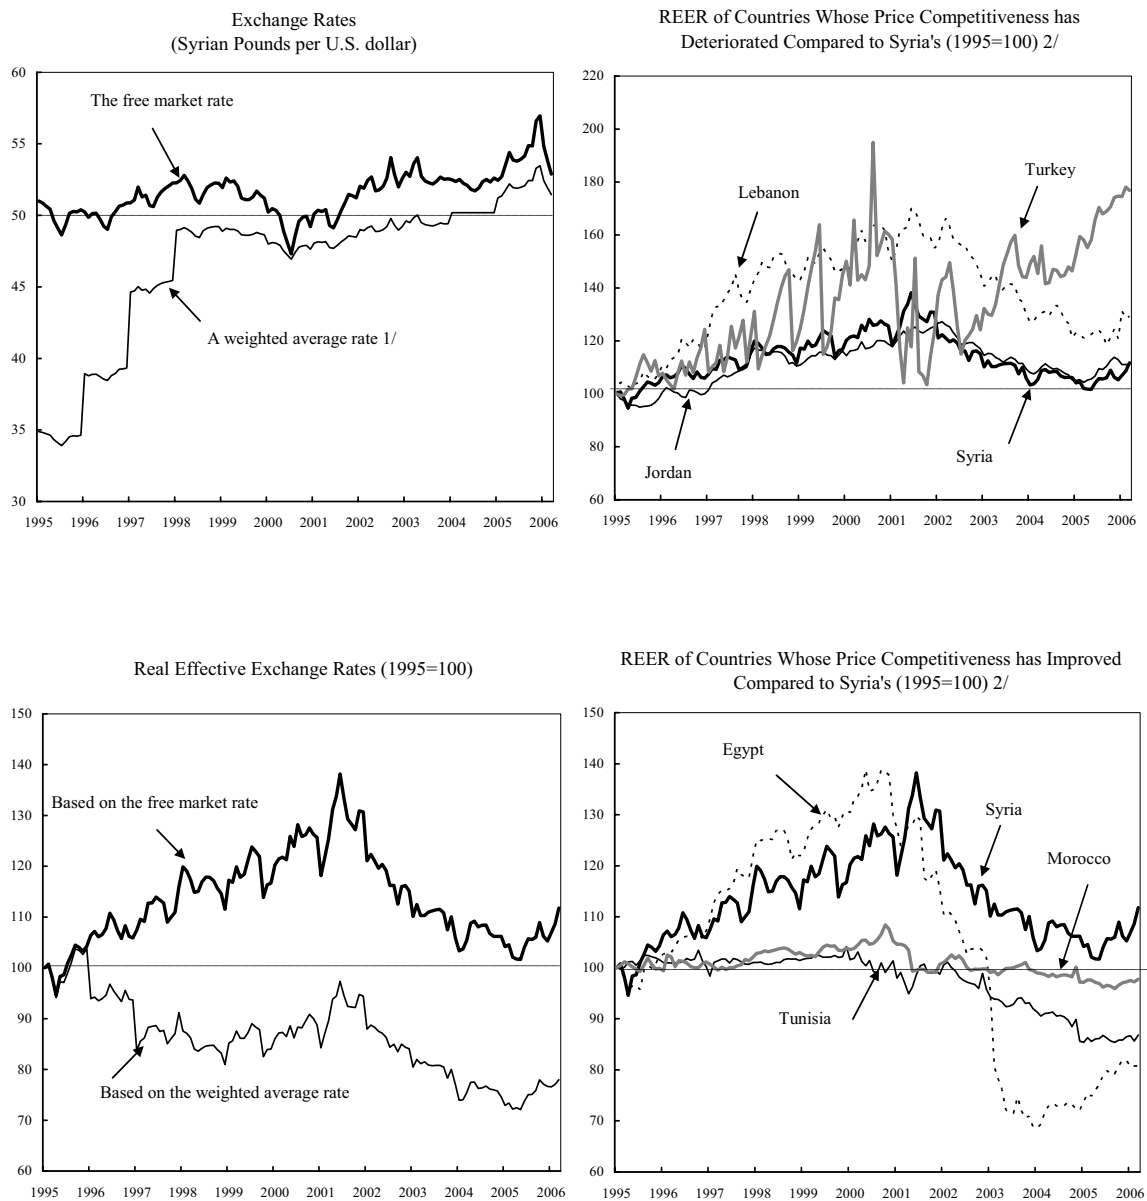 Exchange Rates
(Syrian Pounds per U.S. dollar)
60
55
50
45
40
35
30
The free market rate
A weighted average rate 1/
1995 1996 1997 1998 1999 2000 2001 2002 2003 2004 2005 2006
REER of Countries Whose Price Competitiveness has
Deteriorated Compared to Syria's (1995=100) 2/
220
200
180
160
140
120
100
80
60
Lebanon
Turkey
Jordan
Syria
1995 1996 1997 1998 1999 2000 2001 2002 2003 2004 2005 2006
Real Effective Exchange Rates (1995=100)
150
140
130
120
110
100
90
80
70
60
Based on the free market rate
Based on the weighted average rate
1995 1996 1997 1998 1999 2000 2001 2002 2003 2004 2005 2006
REER of Countries Whose Price Competitiveness has Improved
Compared to Syria's (1995=100) 2/
150
140
130
120
110
100
90
80
70
60
Egypt
Syria
Morocco
Tunisia
1995 1996 1997 1998 1999 2000 2001 2002 2003 2004 2005 2006